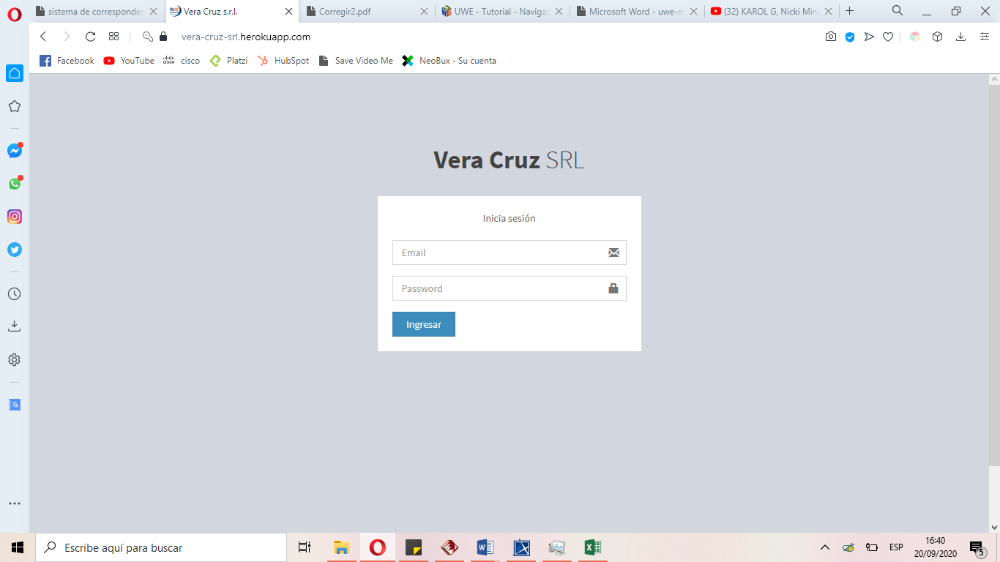 sistema de corresponden
Vera Cruz s.r.l.
Corregir2.pdf
UWE - Tutorial - Navigat
Microsoft Word - uwe-m
(32) KAROL G, Nicki Min
vera-cruz-srl.herokuapp.com
Facebook
YouTube
cisco
Platzi
HubSpot
Save Video Me
NeoBux - Su cuenta
Vera Cruz SRL
Inicia sesión
Email
Password
Ingresar
Escribe aquí para buscar
ESP
16:40
20/09/2020
5